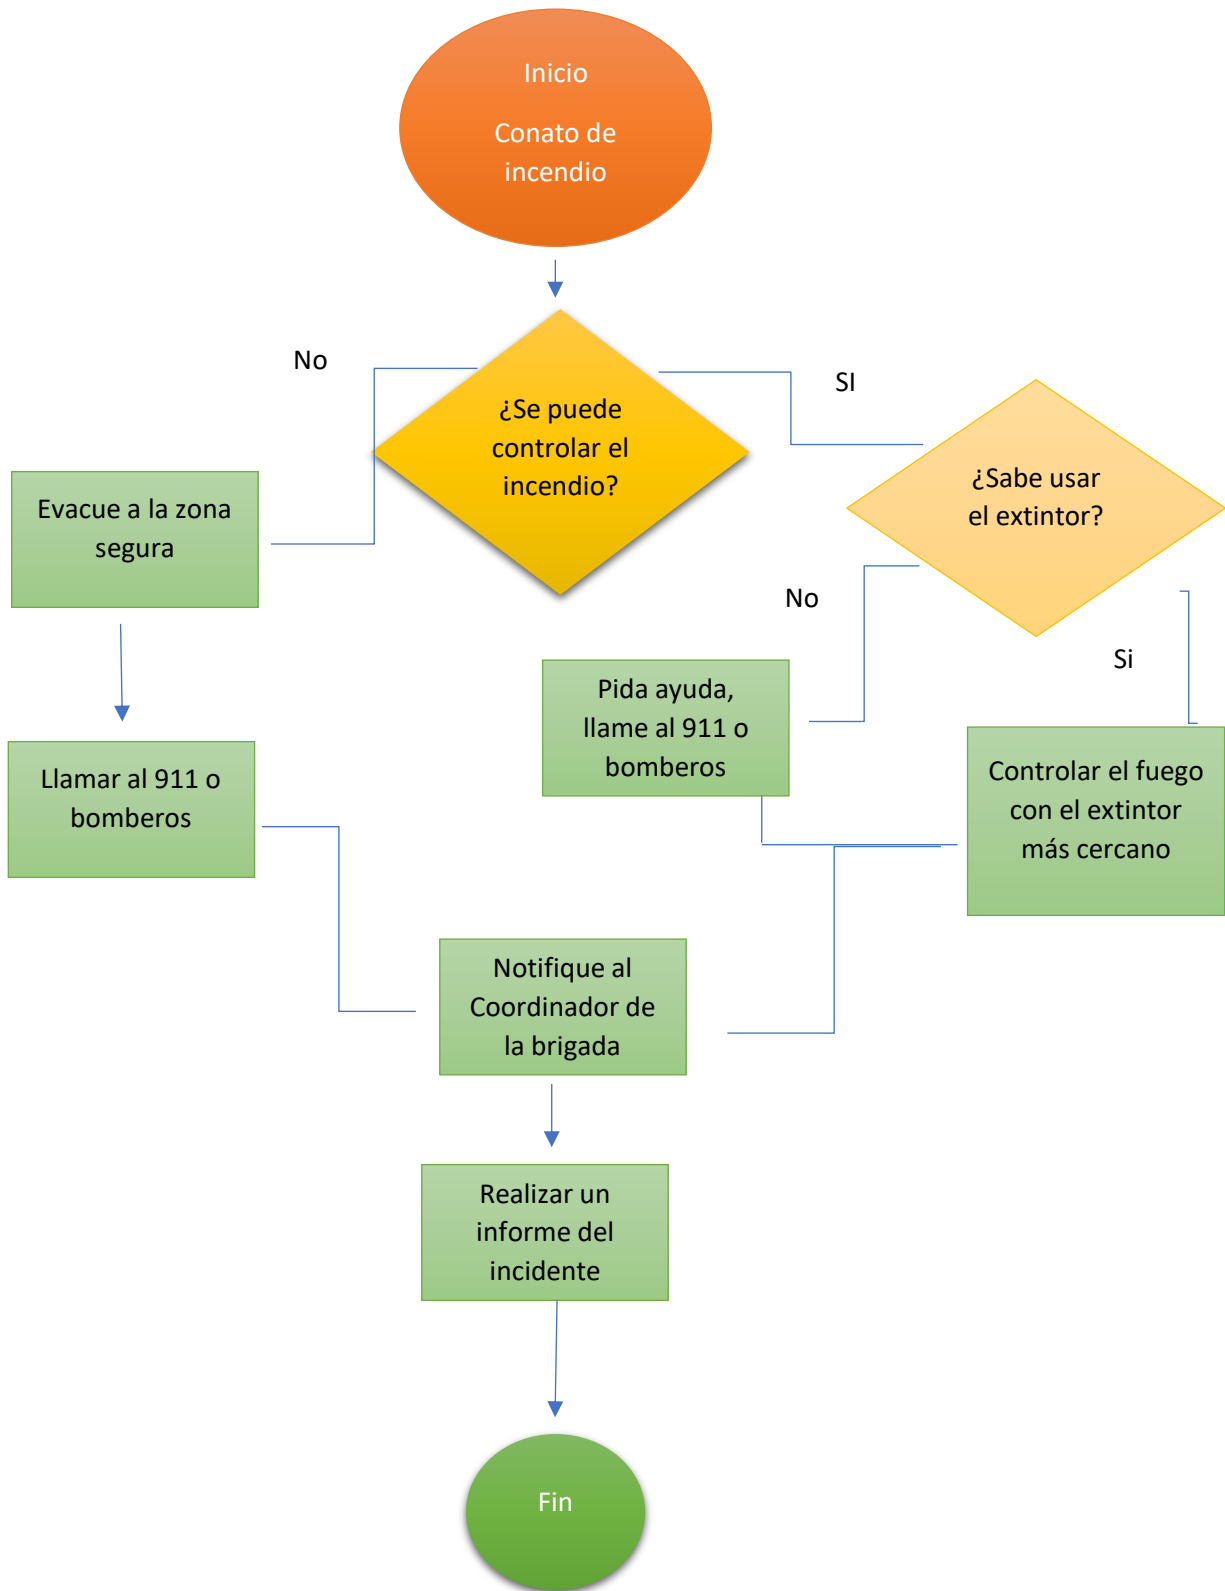 Inicio
Conato de
incendio
No
SI
¿Se puede
controlar el
incendio?
¿Sabe usar
el extintor?
Evacue a la zona
segura
No
Si
Pida ayuda,
llame al 911 o
bomberos
Llamar al 911 o
bomberos
Controlar el fuego
con el extintor
más cercano
Notifique al
Coordinador de
la brigada
Realizar un
informe del
incidente
Fin